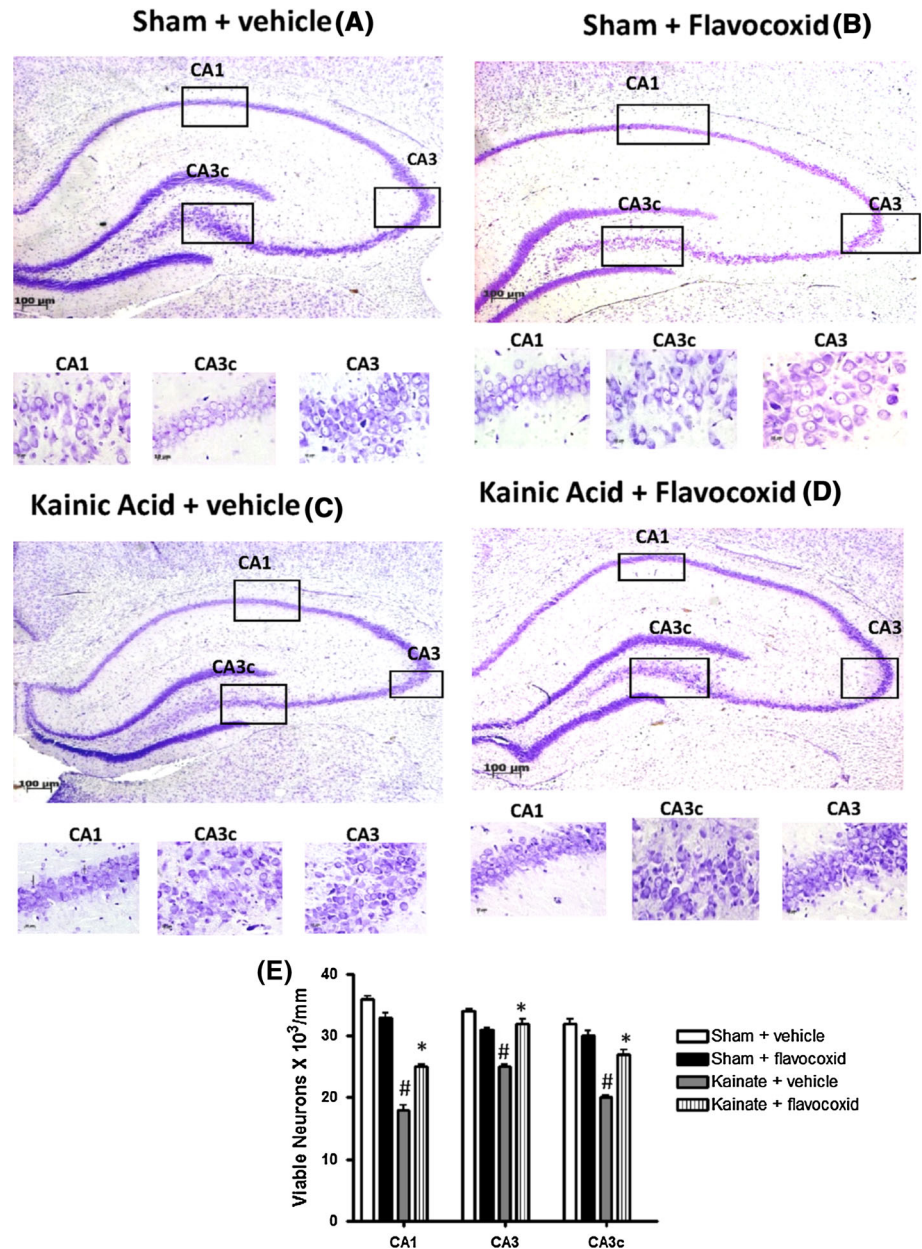 Sham + vehicle (A)
Sham + Flavocoxid (B)
CA1
CA3
CA3c
100 µm
CA1
CA3
CA3c
100 µm
CA1
CA3c
CA3
CA1
CA3c
CA3
Kainic Acid + vehicle (C)
Kainic Acid + Flavocoxid (D)
CA1
CA3
CA3c
100 µm
CA1
CA3
CA3c
100 µm
CA1
CA3c
CA3
CA1
CA3c
CA3
(E)
Viable Neurons X 10³/mm
40
30
20
10
0
# *
# *
# *
CA1 CA3 CA3c
Sham + vehicle
Sham + flavocoxid
Kainate + vehicle
Kainate + flavocoxid